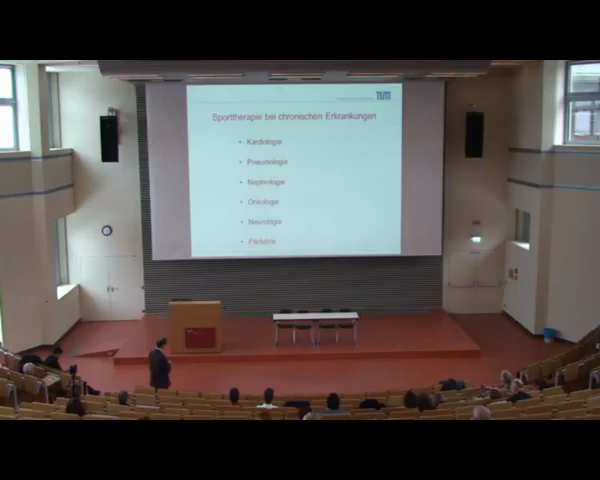 TUM
Sporttherapie bei chronischen Erkrankungen
• Kardiologie
• Pneumologie
• Nephrologie
• Onkologie
• Neurologie
• Pädiatrie